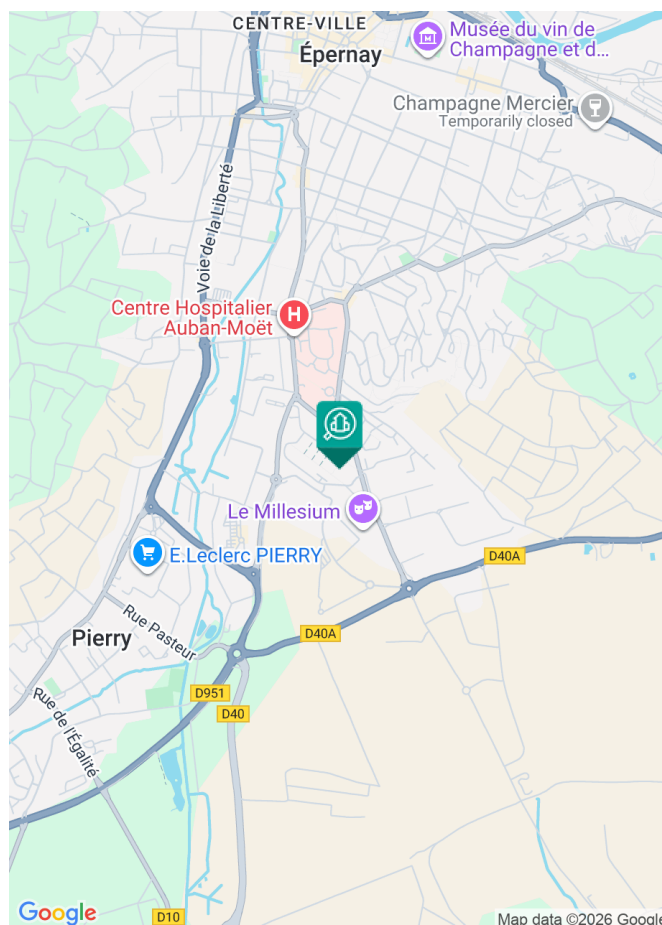 CENTRE-VILLE
Épernay
Musée du vin de
Champagne et d...
Champagne Mercier
Temporarily closed
Voie de la Liberté
Centre Hospitalier
Auban-Moët
H
Le Millesium
E.Leclerc PIERRY
D40A
Rue Pasteur
D40A
Pierry
D951
D40
Rue de l'Égalité
D10
Google
Map data ©2026 Google